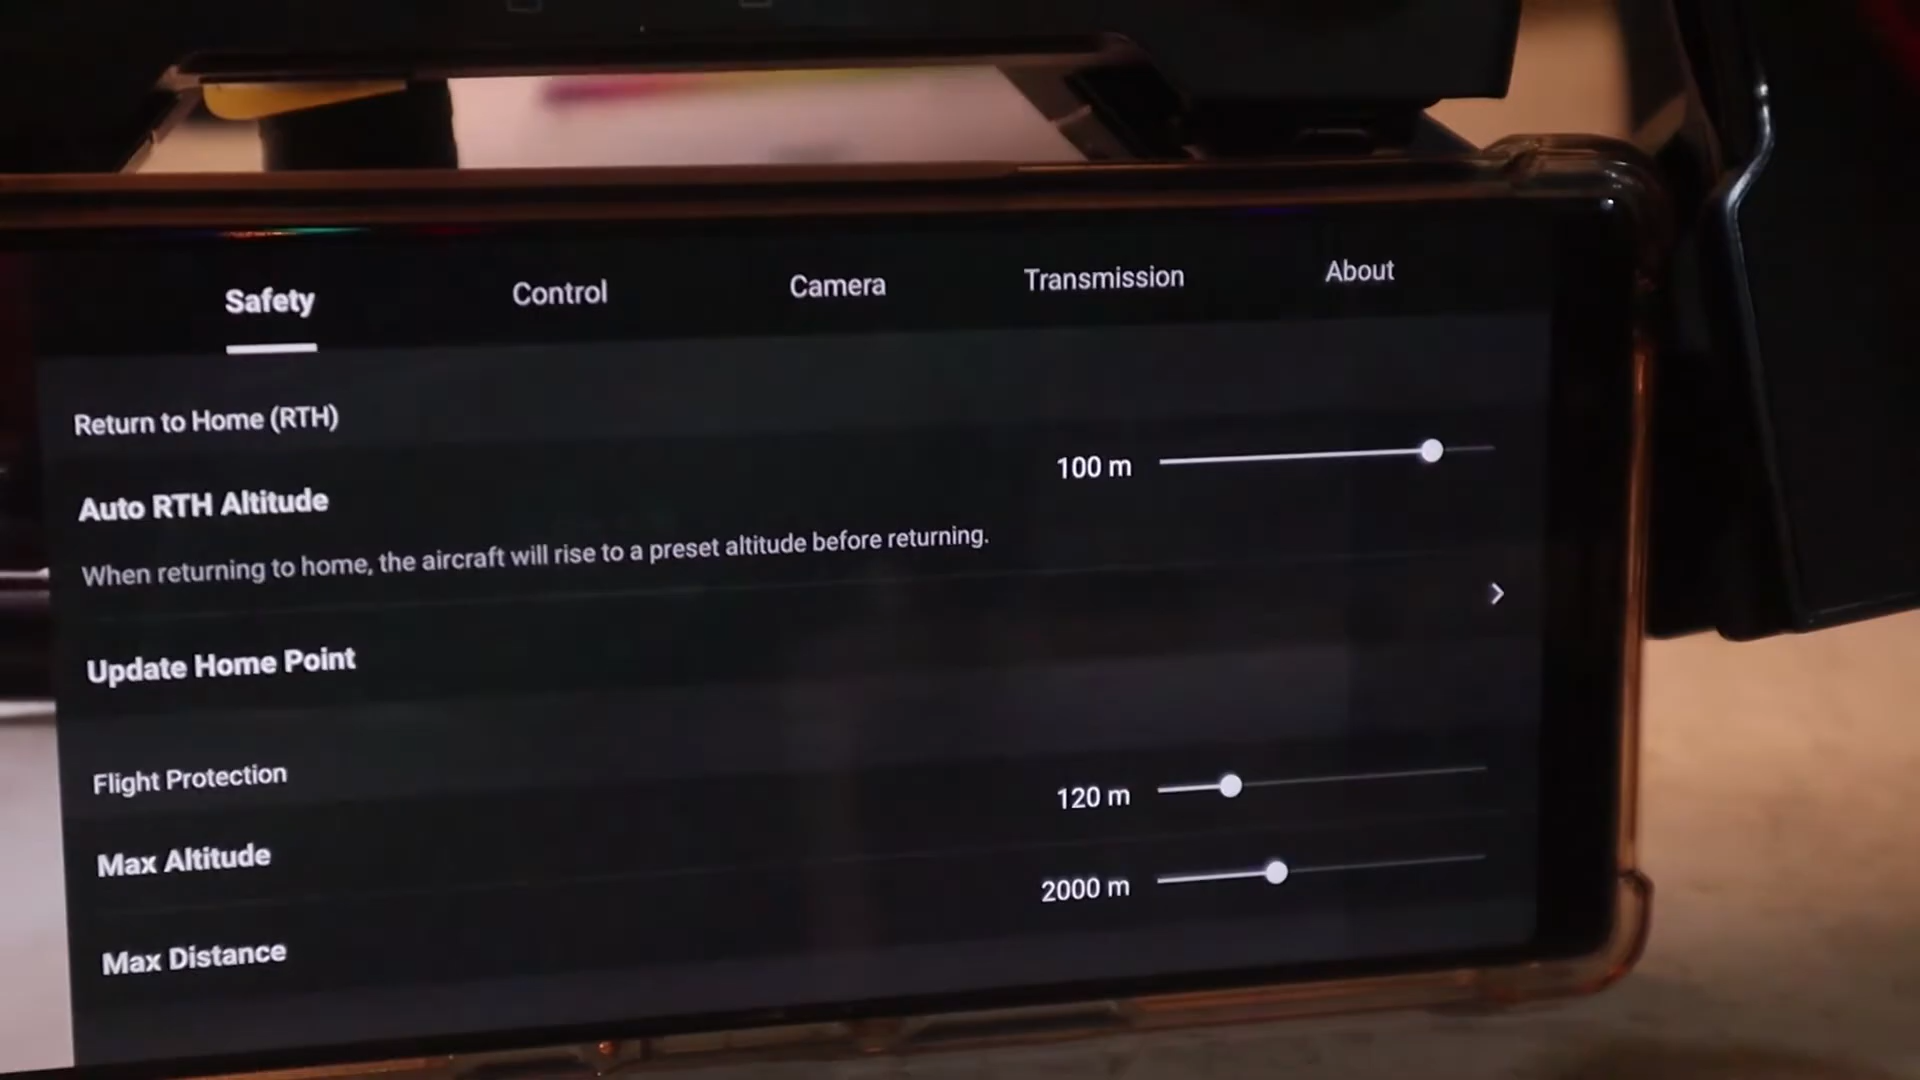 Safety Control Camera Transmission About
Return to Home (RTH)
Auto RTH Altitude 100 m
When returning to home, the aircraft will rise to a preset altitude before returning.
Update Home Point
Flight Protection
Max Altitude 120 m
Max Distance 2000 m